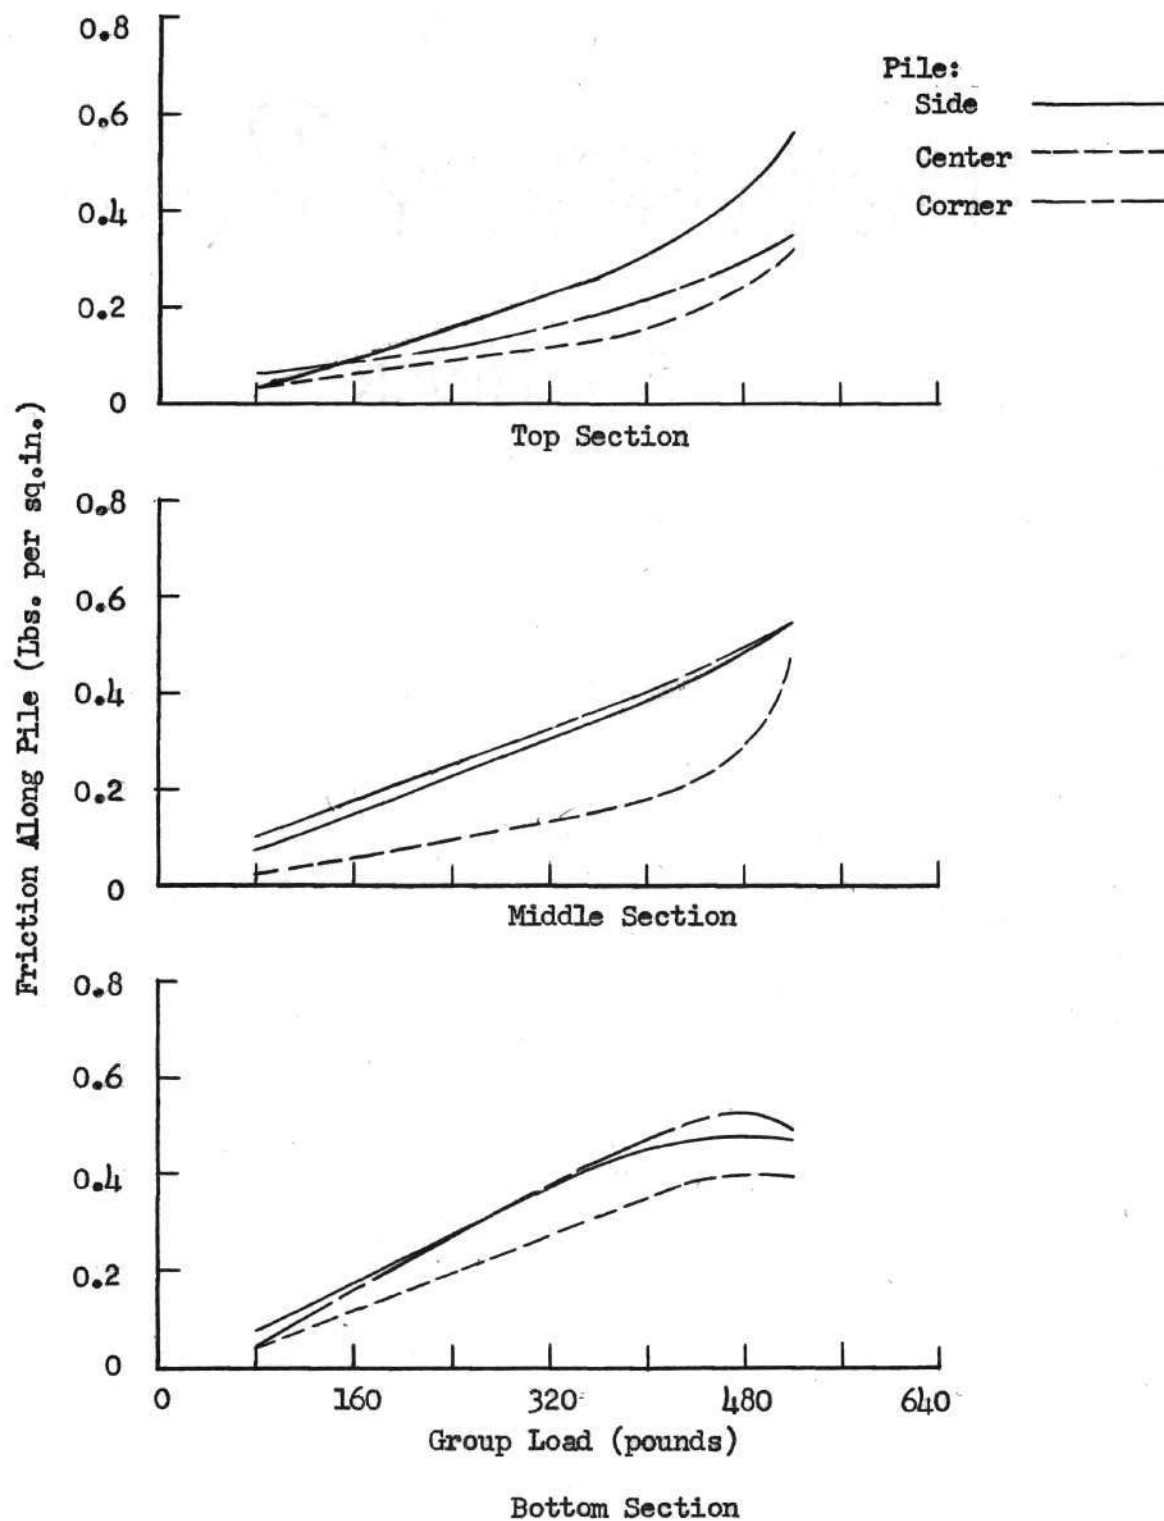 Pile:
Side
Center
Corner
Friction Along Pile (Lbs. per sq.in.)
0.8
0.6
0.4
0.2
0
Top Section
0.8
0.6
0.4
0.2
0
Middle Section
0.8
0.6
0.4
0.2
0
0 160 320 480 640
Group Load (pounds)
Bottom Section